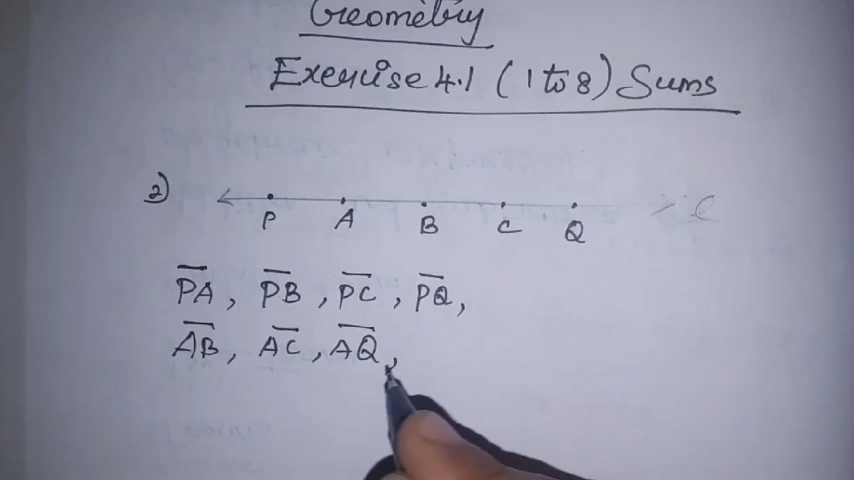 Geometry
Exercise 4.1 (1 to 8) Sums
2)
P A B C Q
PA, PB, PC, PQ,
AB, AC, AQ,